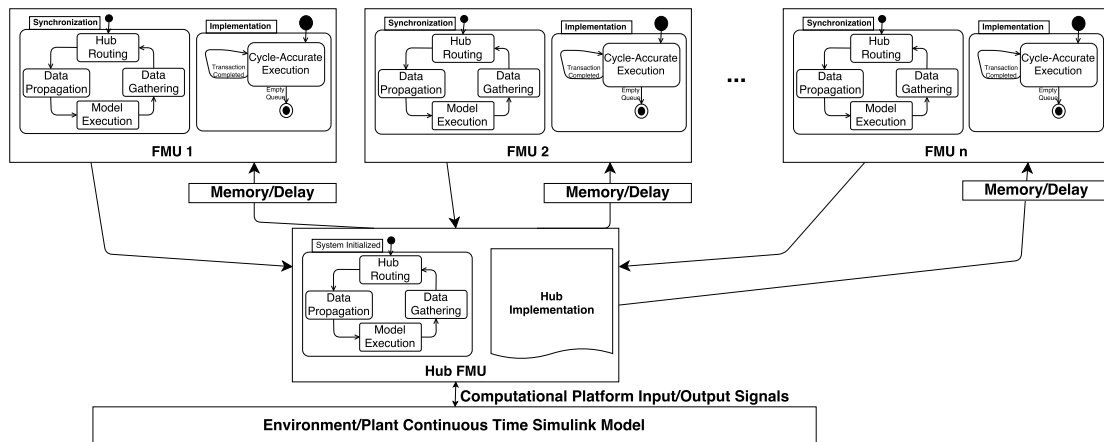 Synchronization
Hub
Routing
Data
Propagation
Data
Gathering
Model
Execution
Implementation
Cycle-Accurate
Execution
Transaction
Completed
Empty
Queue
FMU 1
Synchronization
Hub
Routing
Data
Propagation
Data
Gathering
Model
Execution
Implementation
Cycle-Accurate
Execution
Transaction
Completed
Empty
Queue
FMU 2
...
Synchronization
Hub
Routing
Data
Propagation
Data
Gathering
Model
Execution
Implementation
Cycle-Accurate
Execution
Transaction
Completed
Empty
Queue
FMU n
Memory/Delay
Memory/Delay
Memory/Delay
System Initialized
Hub
Routing
Data
Propagation
Data
Gathering
Model
Execution
Hub
Implementation
Hub FMU
Computational Platform Input/Output Signals
Environment/Plant Continuous Time Simulink Model